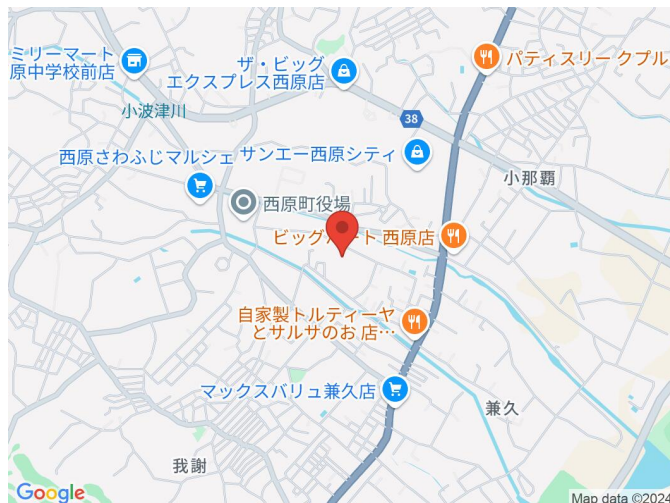 ミリーマート
原中学校前店
ザ・ビッグ
エクスプレス西原店
パティスリー クプル
小波津川
38
西原さわふじマルシェ
サンエー西原シティ
小那覇
西原町役場
ビッグハート 西原店
自家製トルティーヤ
とサルサのお 店…
マックスバリュ兼久店
兼久
我謝
Google
Map data ©2024